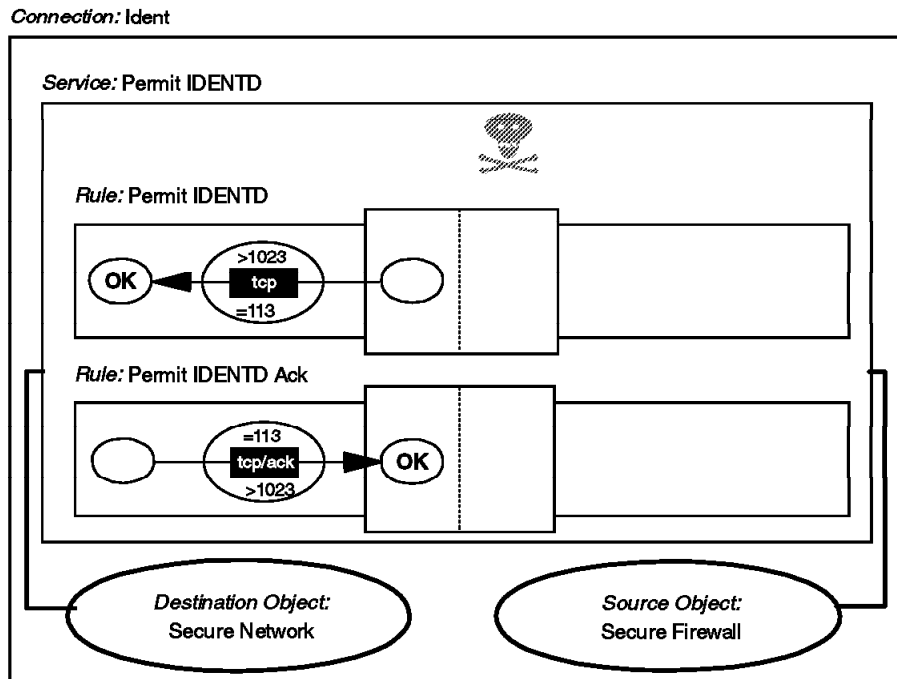 Connection: Ident
Service: Permit IDENTD
Rule: Permit IDENTD
>1023
OK
tcp
=113
Rule: Permit IDENTD Ack
=113
tcp/ack
OK
>1023
Destination Object:
Secure Network
Source Object:
Secure Firewall